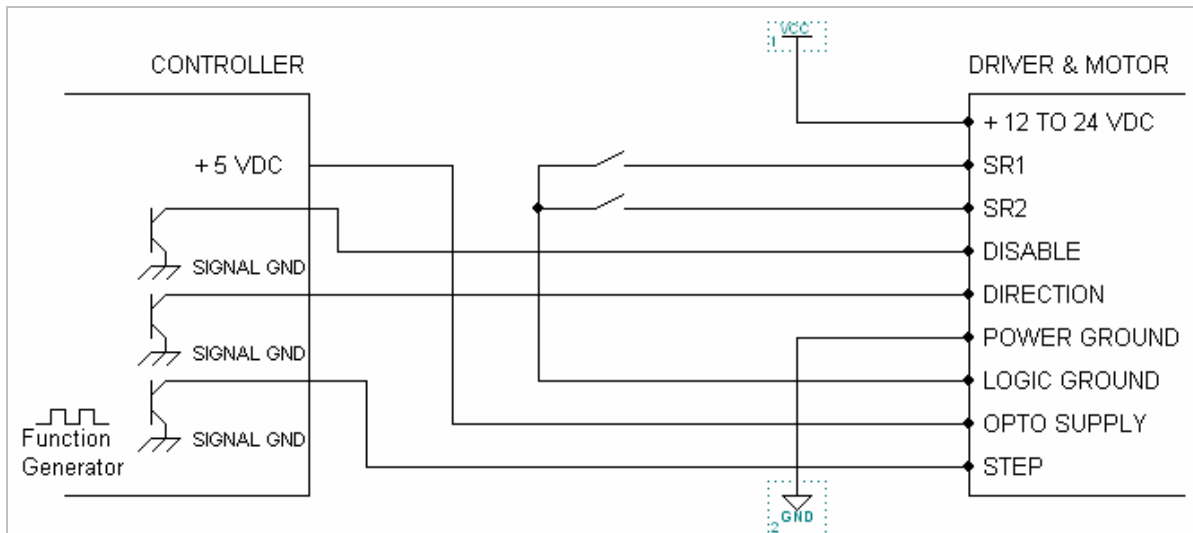 VCC
1
CONTROLLER
DRIVER & MOTOR
+ 12 TO 24 VDC
+ 5 VDC
SR1
SR2
DISABLE
SIGNAL GND
DIRECTION
POWER GROUND
SIGNAL GND
LOGIC GROUND
Function
Generator
SIGNAL GND
OPTO SUPPLY
STEP
GND
2